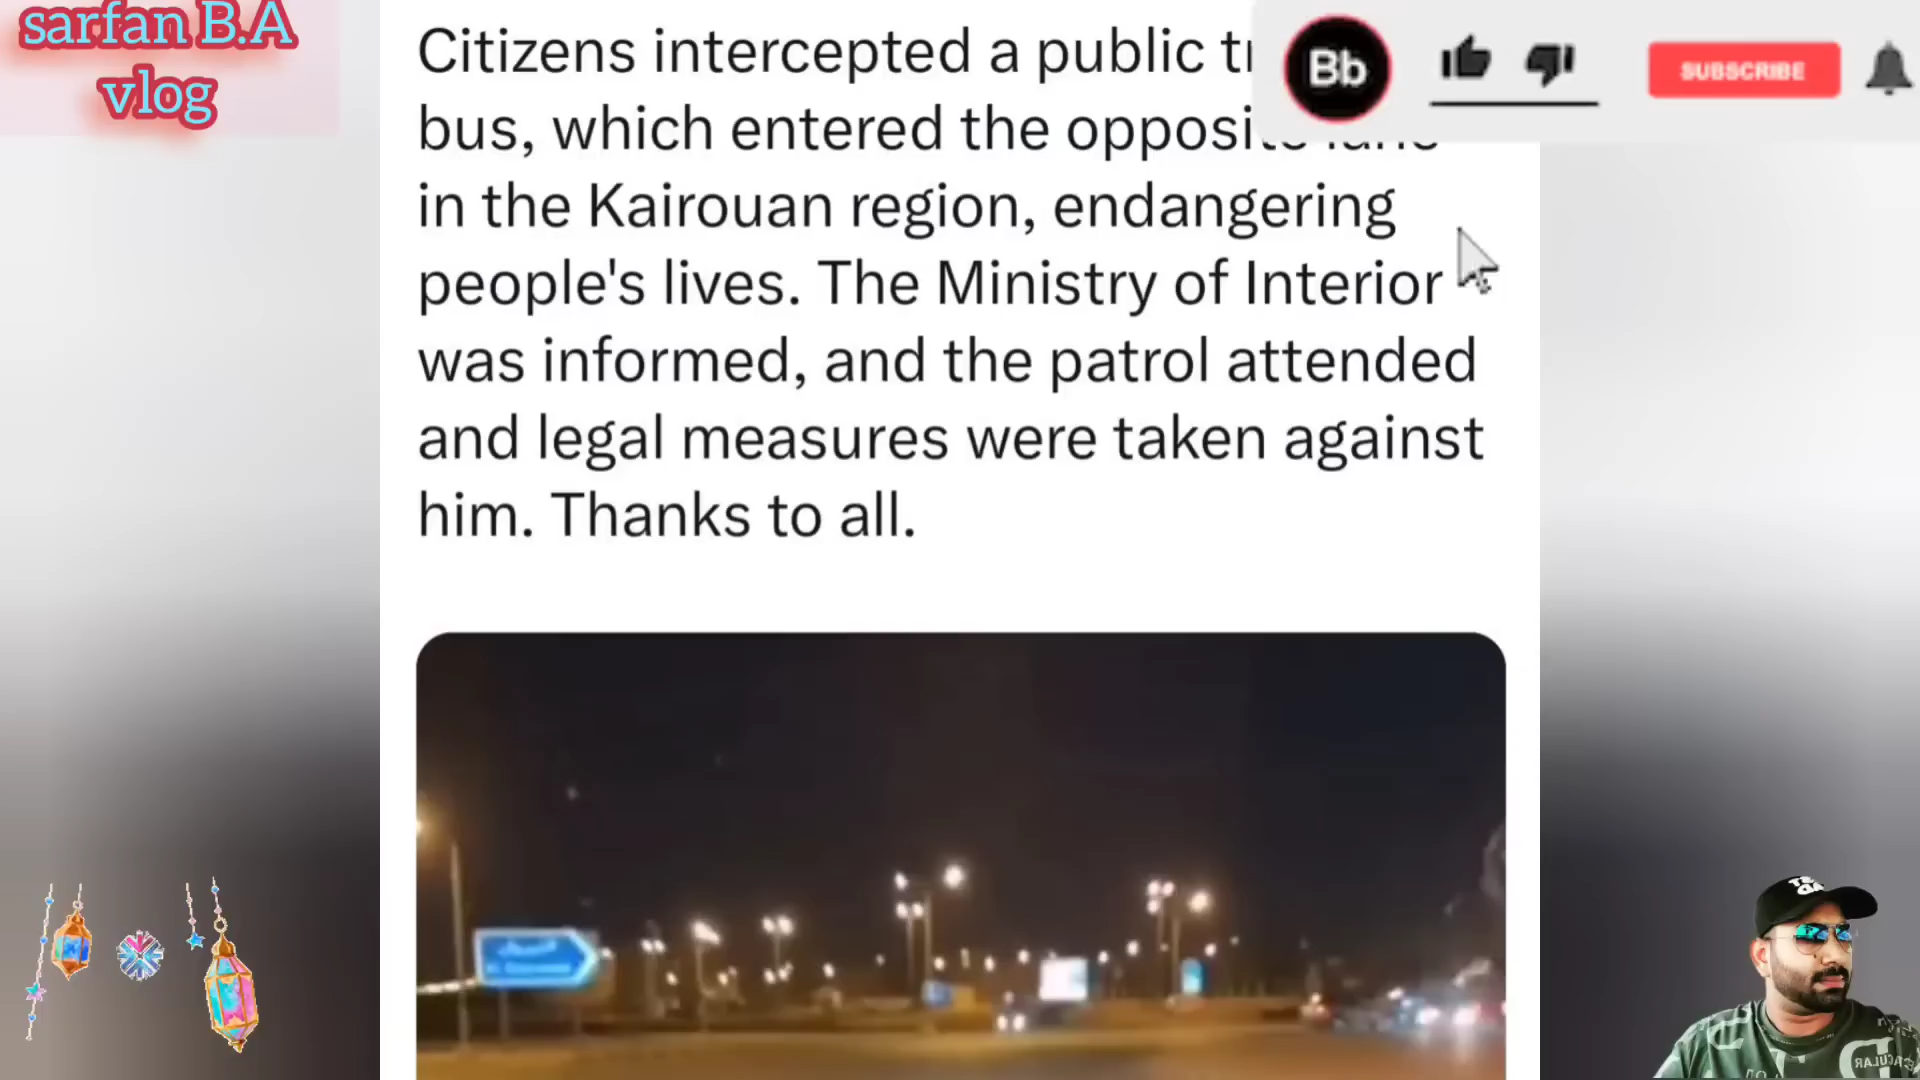 sarfan B.A
vlog
Citizens intercepted a public
bus, which entered the
in the Kairouan region, endangering
people's lives. The Ministry of Interior
was informed, and the patrol attended
and legal measures were taken against
him. Thanks to all.
Bb
SUBSCRIBE